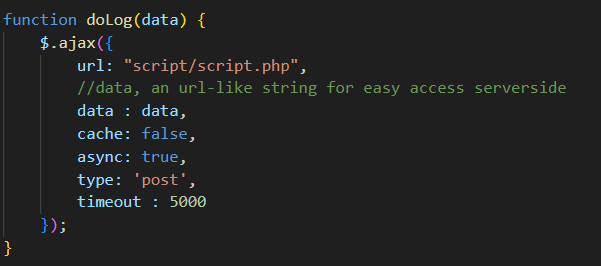 function doLog(data) {
    $.ajax({
        url: "script/script.php",
        //data, an url-like string for easy access serverside
        data : data,
        cache: false,
        async: true,
        type: 'post',
        timeout : 5000
    });
}